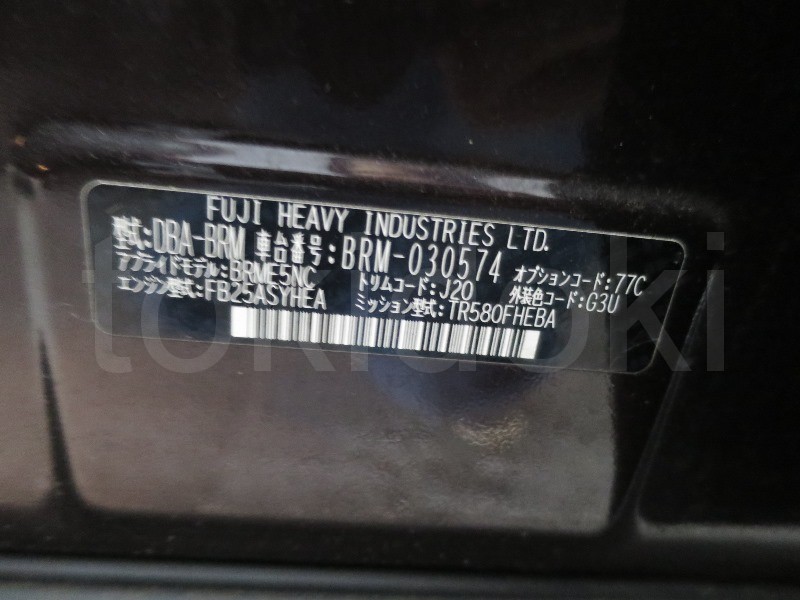 FUJI HEAVY INDUSTRIES LTD.
型式:DBA-BRM 車台番号:BRM-030574 オプションコード:77C
アプライドモデル:BRME5NC トリムコード:J20 外装色コード:G3U
エンジン型式:FB25ASYHEA ミッション型式:TR580FHEBA
tokidoki